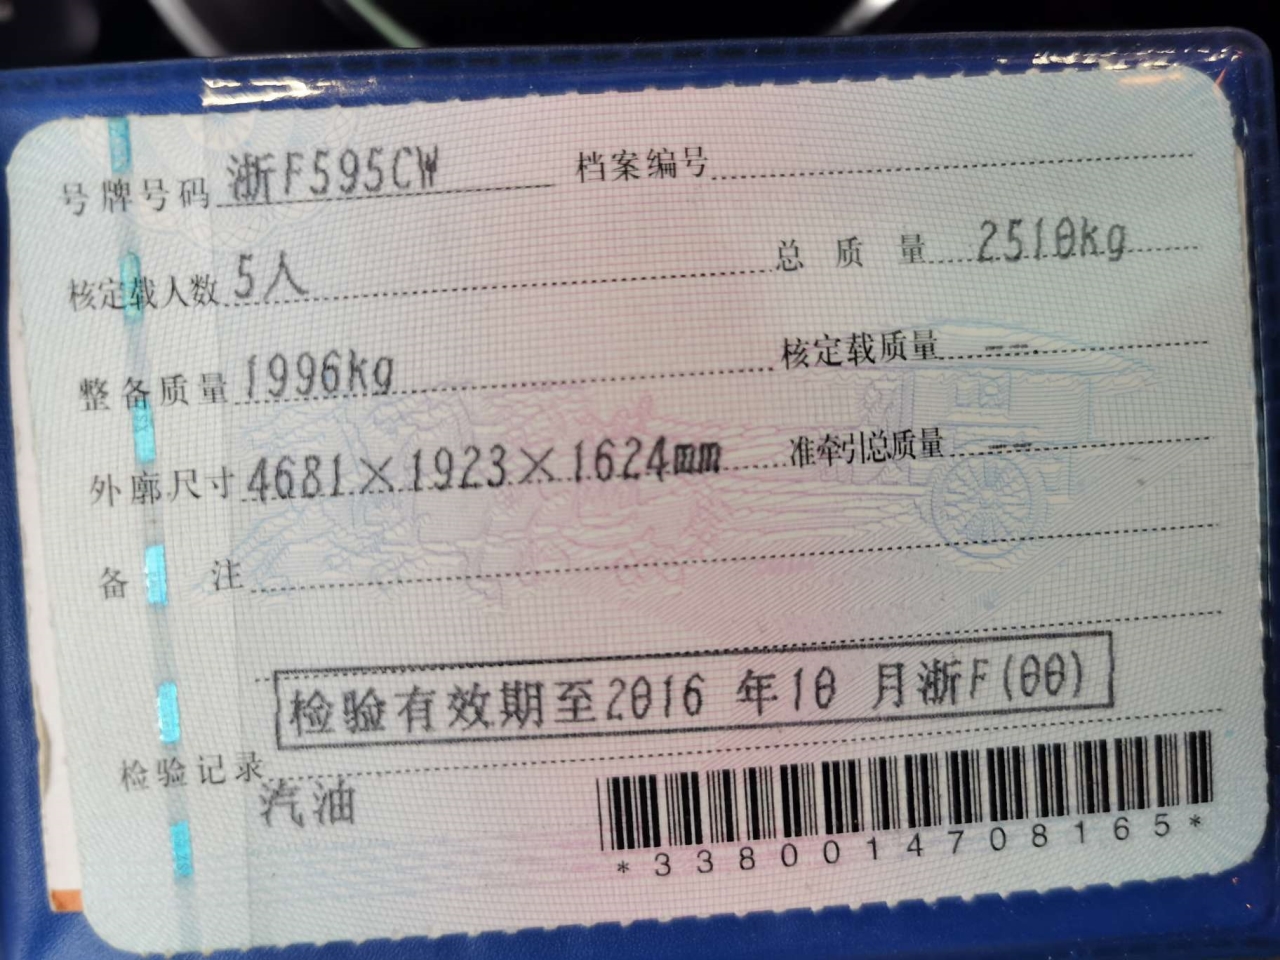 号牌号码 浙F595CW 档案编号
核定载人数 5人 总质量 2510kg
整备质量 1996kg 核定载质量 --
外廓尺寸 4681×1923×1624mm 准牵引总质量 --
备注
检验有效期至2016 年10 月浙F(00)
检验记录
汽油
*3380014708165*